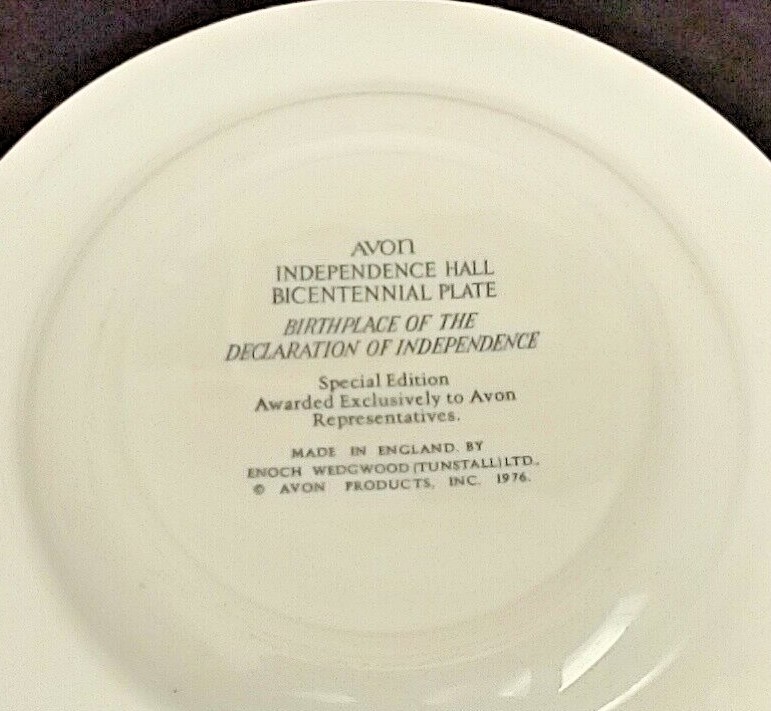 AVON
INDEPENDENCE HALL
BICENTENNIAL PLATE
BIRTHPLACE OF THE
DECLARATION OF INDEPENDENCE
Special Edition
Awarded Exclusively to Avon
Representatives.
MADE IN ENGLAND. BY
ENOCH WEDGWOOD (TUNSTALL) LTD.,
© AVON PRODUCTS, INC. 1976.